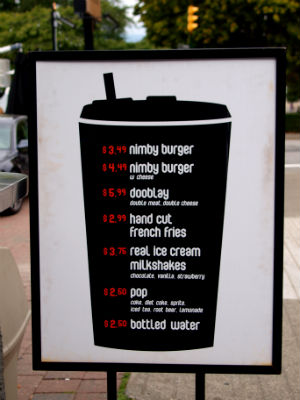 $3.49 nimby burger
$4.49 nimby burger
w cheese
$5.99 dooblay
double meat, double cheese
$2.99 hand cut
french fries
$3.75 real ice cream
milkshakes
chocolate, vanilla, strawberry
$2.50 pop
coke, diet coke, sprite,
iced tea, root beer, lemonade
$2.50 bottled water